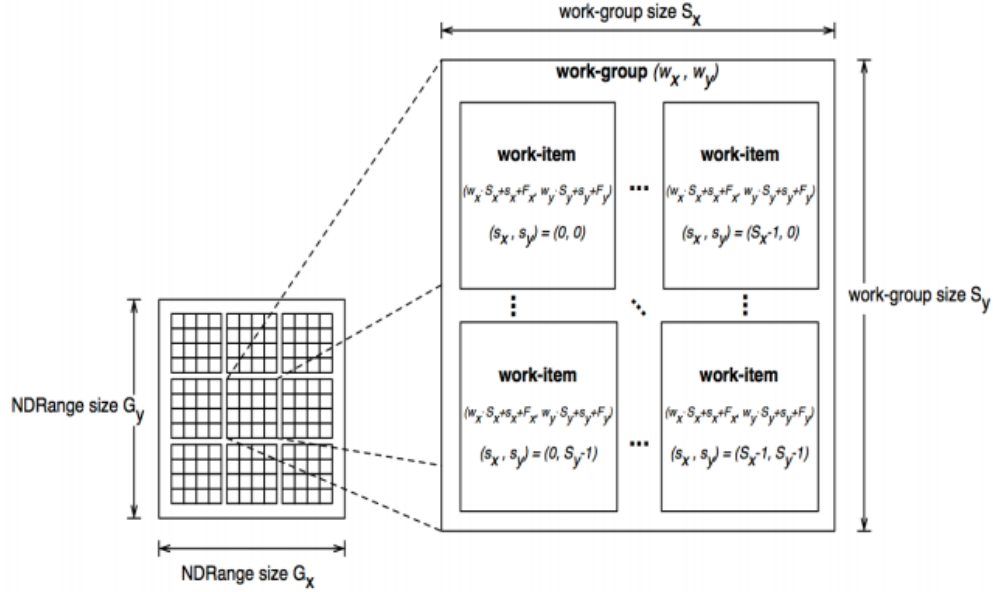 work-group size Sx
work-group (wx , wy)
work-item
work-item
(wx· Sx+sx+Fx, wy· Sy+sy+Fy)
...
(wx· Sx+sx+Fx, wy· Sy+sy+Fy)
(sx , sy) = (0, 0)
(sx , sy) = (Sx-1, 0)
work-group size Sy
work-item
work-item
NDRange size Gy
(wx· Sx+sx+Fx, wy· Sy+sy+Fy)
...
(wx· Sx+sx+Fx, wy· Sy+sy+Fy)
(sx , sy) = (0, Sy-1)
(sx , sy) = (Sx-1, Sy-1)
NDRange size Gx